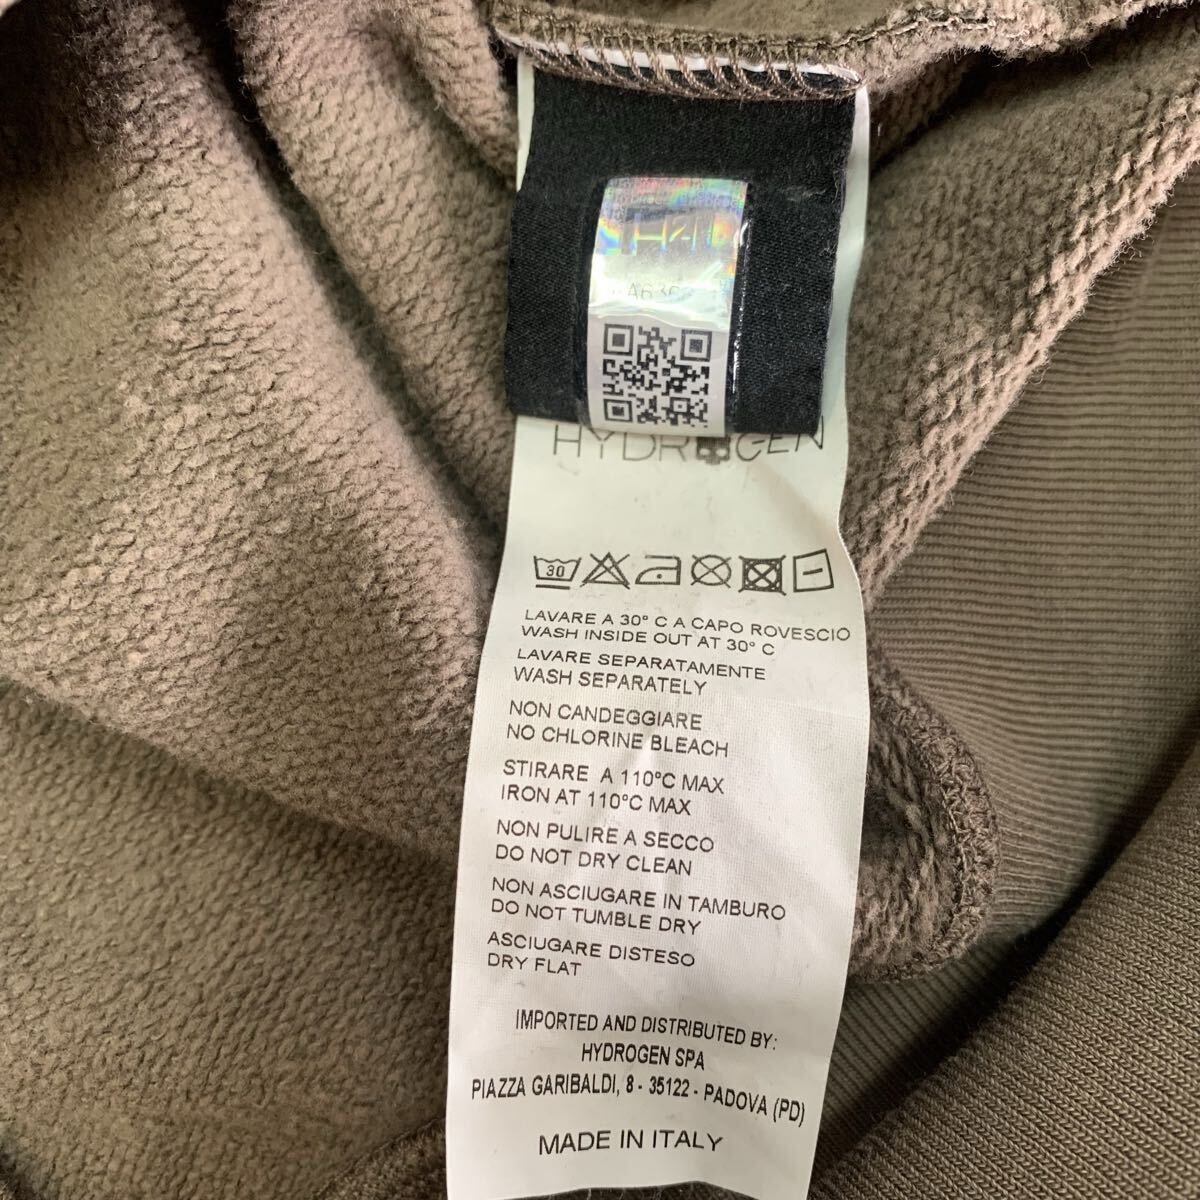 HYDROGEN
30
LAVARE A 30° C A CAPO ROVESCIO
WASH INSIDE OUT AT 30° C
LAVARE SEPARATAMENTE
WASH SEPARATELY
NON CANDEGGIARE
NO CHLORINE BLEACH
STIRARE A 110°C MAX
IRON AT 110°C MAX
NON PULIRE A SECCO
DO NOT DRY CLEAN
NON ASCIUGARE IN TAMBURO
DO NOT TUMBLE DRY
ASCIUGARE DISTESO
DRY FLAT
IMPORTED AND DISTRIBUTED BY:
HYDROGEN SPA
PIAZZA GARIBALDI, 8 - 35122 - PADOVA (PD)
MADE IN ITALY